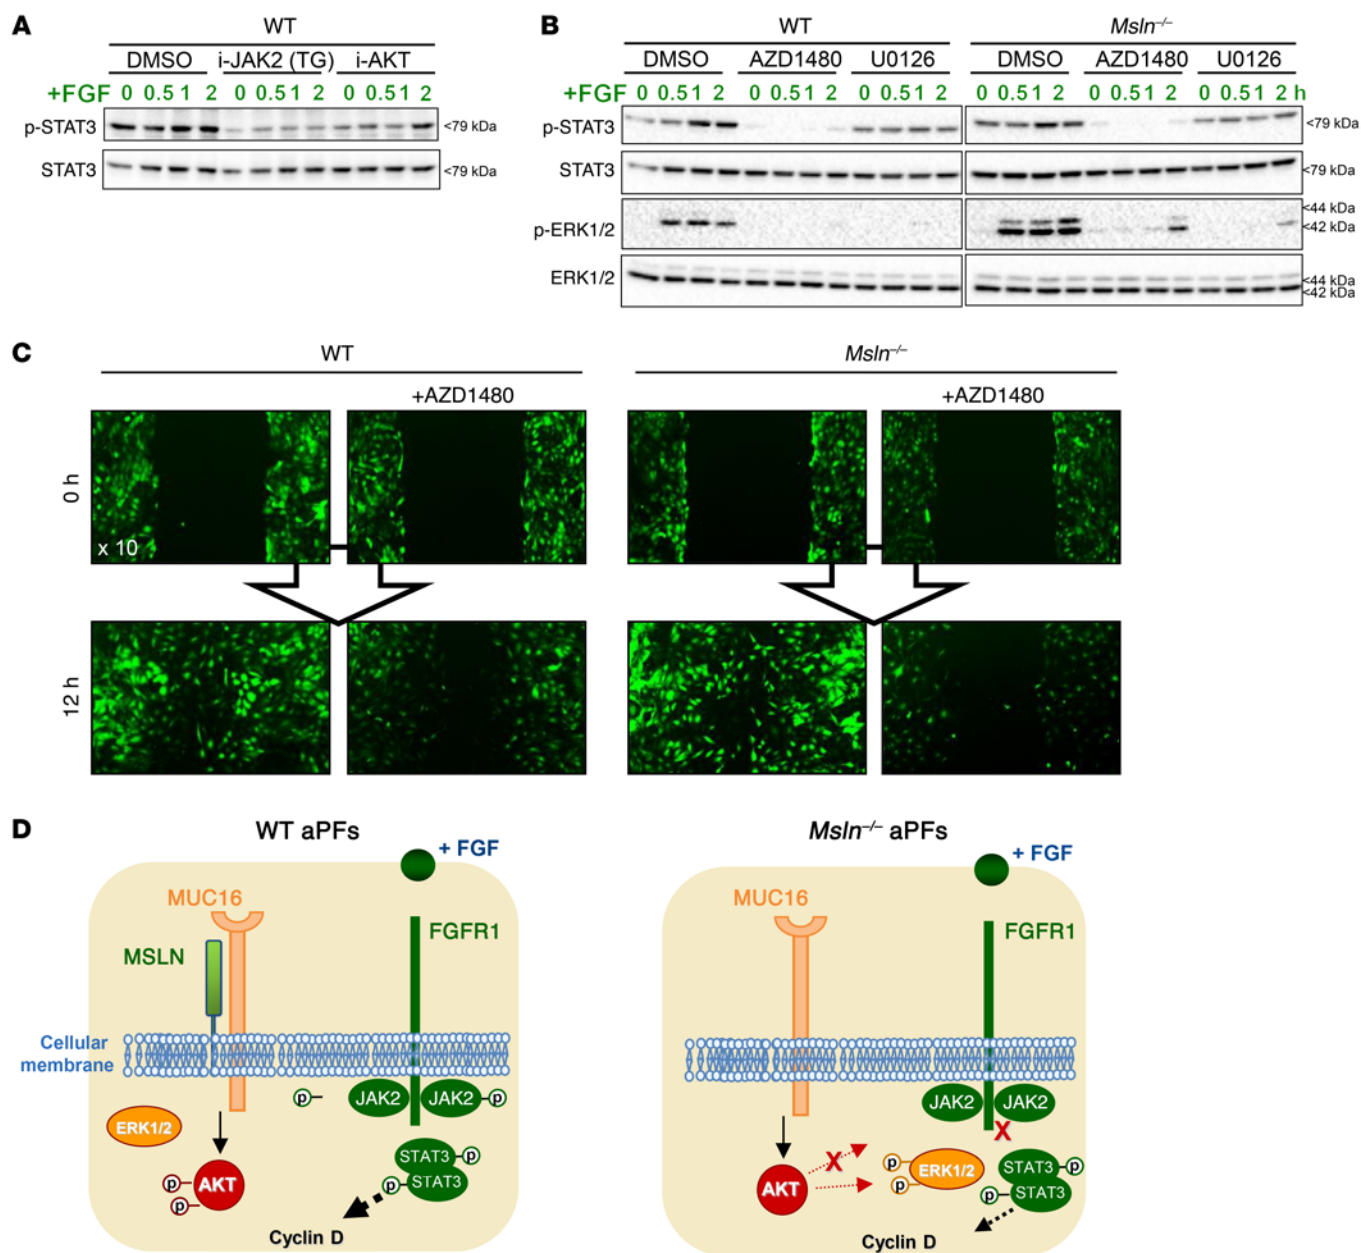 A
WT
DMSO i-JAK2 (TG) i-AKT
+FGF 0 0.5 1 2 0 0.5 1 2 0 0.5 1 2
p-STAT3 <79 kDa
STAT3 <79 kDa
B
WT Msln–/–
DMSO AZD1480 U0126 DMSO AZD1480 U0126
+FGF 0 0.5 1 2 0 0.5 1 2 0 0.5 1 2 0 0.5 1 2 0 0.5 1 2 0 0.5 1 2 h
p-STAT3 <79 kDa
STAT3 <79 kDa
p-ERK1/2 <44 kDa
<42 kDa
ERK1/2 <44 kDa
<42 kDa
C
WT Msln–/–
+AZD1480 +AZD1480
0 h
x 10
12 h
D
WT aPFs
+ FGF
MUC16
FGFR1
MSLN
Cellular
membrane
p JAK2 JAK2 p
ERK1/2
STAT3 p
p AKT
p STAT3
p
Cyclin D
Msln–/– aPFs
+ FGF
MUC16
FGFR1
JAK2 JAK2
X
X
p ERK1/2
p
STAT3 p
AKT
p STAT3
Cyclin D